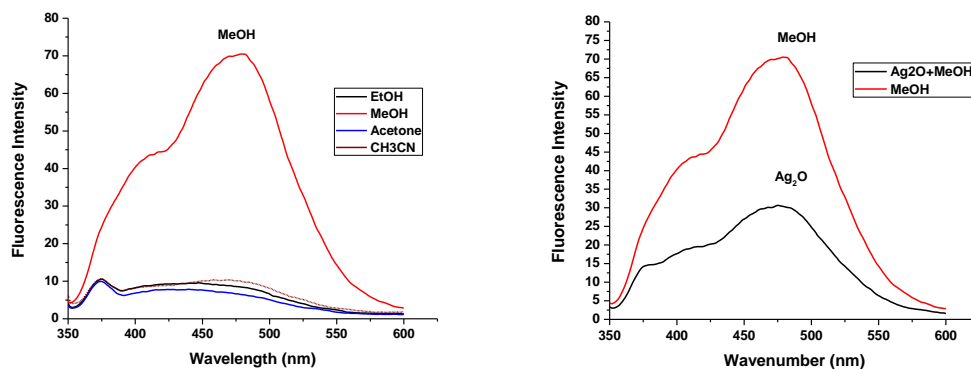 MeOH
EtOH
MeOH
Acetone
CH3CN
80
70
60
50
40
30
20
10
0
350 400 450 500 550 600
Fluorescence Intensity
Wavelength (nm)
MeOH
Ag2O+MeOH
MeOH
Ag₂O
80
75
70
65
60
55
50
45
40
35
30
25
20
15
10
5
0
350 400 450 500 550 600
Fluorescence Intensity
Wavenumber (nm)